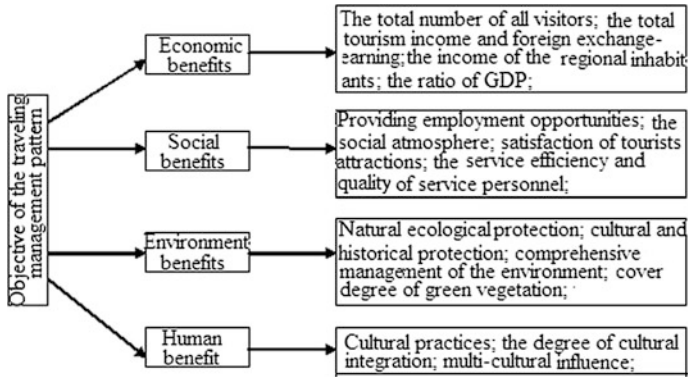 Objective of the traveling
management pattern
Economic
benefits
The total number of all visitors; the total
tourism income and foreign exchange-
earning;the income of the regional inhabit
ants; the ratio of GDP;
Social
benefits
Providing employment opportunities; the
social atmosphere; satisfaction of tourists
attractions; the service efficiency and
quality of service personnel;
Environment
benefits
Natural ecological protection; cultural and
historical protection; comprehensive
management of the environment; cover
degree of green vegetation;
Human
benefit
Cultural practices; the degree of cultural
integration; multi-cultural influence;